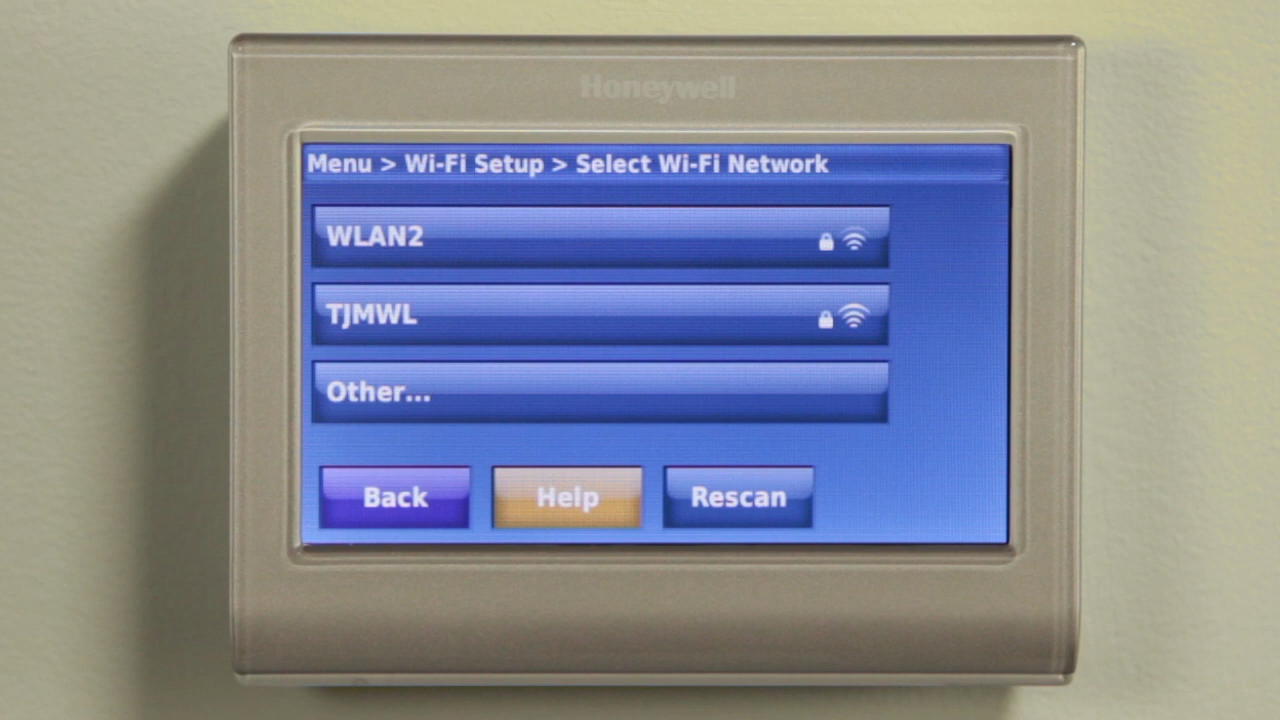 Honeywell
Menu > Wi-Fi Setup > Select Wi-Fi Network
WLAN2
TJMWL
Other...
Back Help Rescan